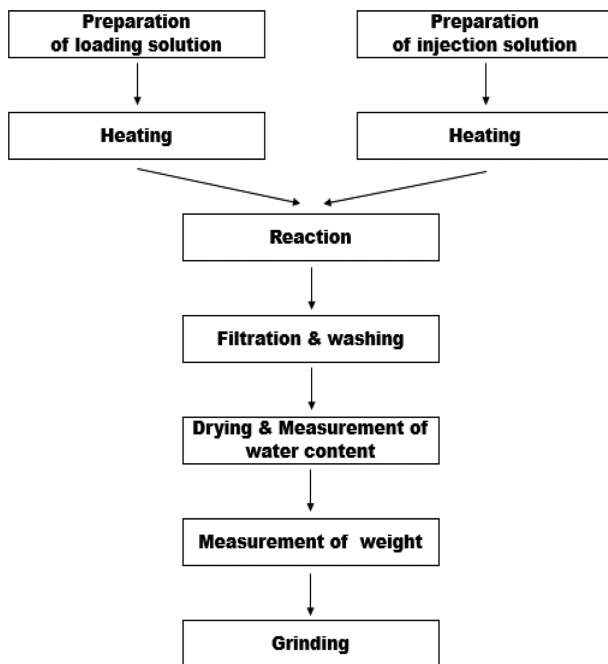 Preparation
of loading solution
Preparation
of injection solution
Heating
Heating
Reaction
Filtration & washing
Drying & Measurement of
water content
Measurement of weight
Grinding